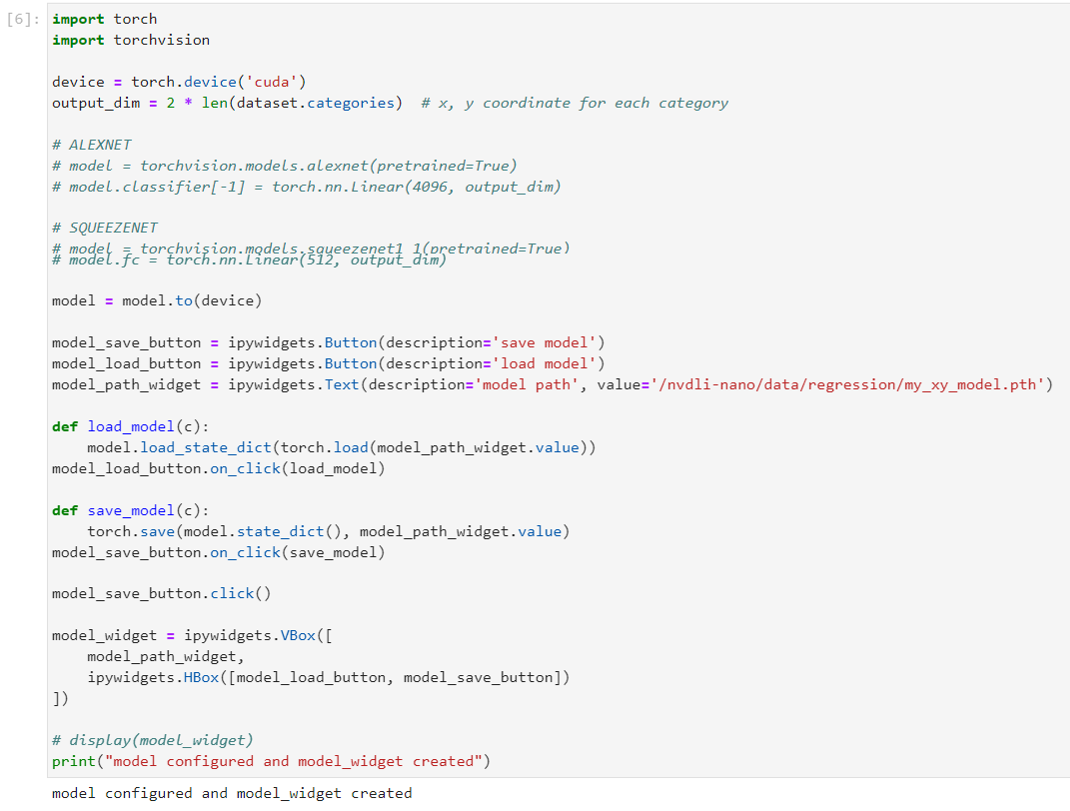 [6]: import torch
import torchvision
device = torch.device('cuda')
output_dim = 2 * len(dataset.categories)  # x, y coordinate for each category
# ALEXNET
# model = torchvision.models.alexnet(pretrained=True)
# model.classifier[-1] = torch.nn.Linear(4096, output_dim)
# SQUEEZENET
# model = torchvision.models.squeezenet1_1(pretrained=True)
# model.fc = torch.nn.Linear(512, output_dim)
model = model.to(device)
model_save_button = ipywidgets.Button(description='save model')
model_load_button = ipywidgets.Button(description='load model')
model_path_widget = ipywidgets.Text(description='model path', value='/nvdli-nano/data/regression/my_xy_model.pth')
def load_model(c):
    model.load_state_dict(torch.load(model_path_widget.value))
model_load_button.on_click(load_model)
def save_model(c):
    torch.save(model.state_dict(), model_path_widget.value)
model_save_button.on_click(save_model)
model_save_button.click()
model_widget = ipywidgets.VBox([
    model_path_widget,
    ipywidgets.HBox([model_load_button, model_save_button])
])
# display(model_widget)
print("model configured and model_widget created")
model configured and model_widget created